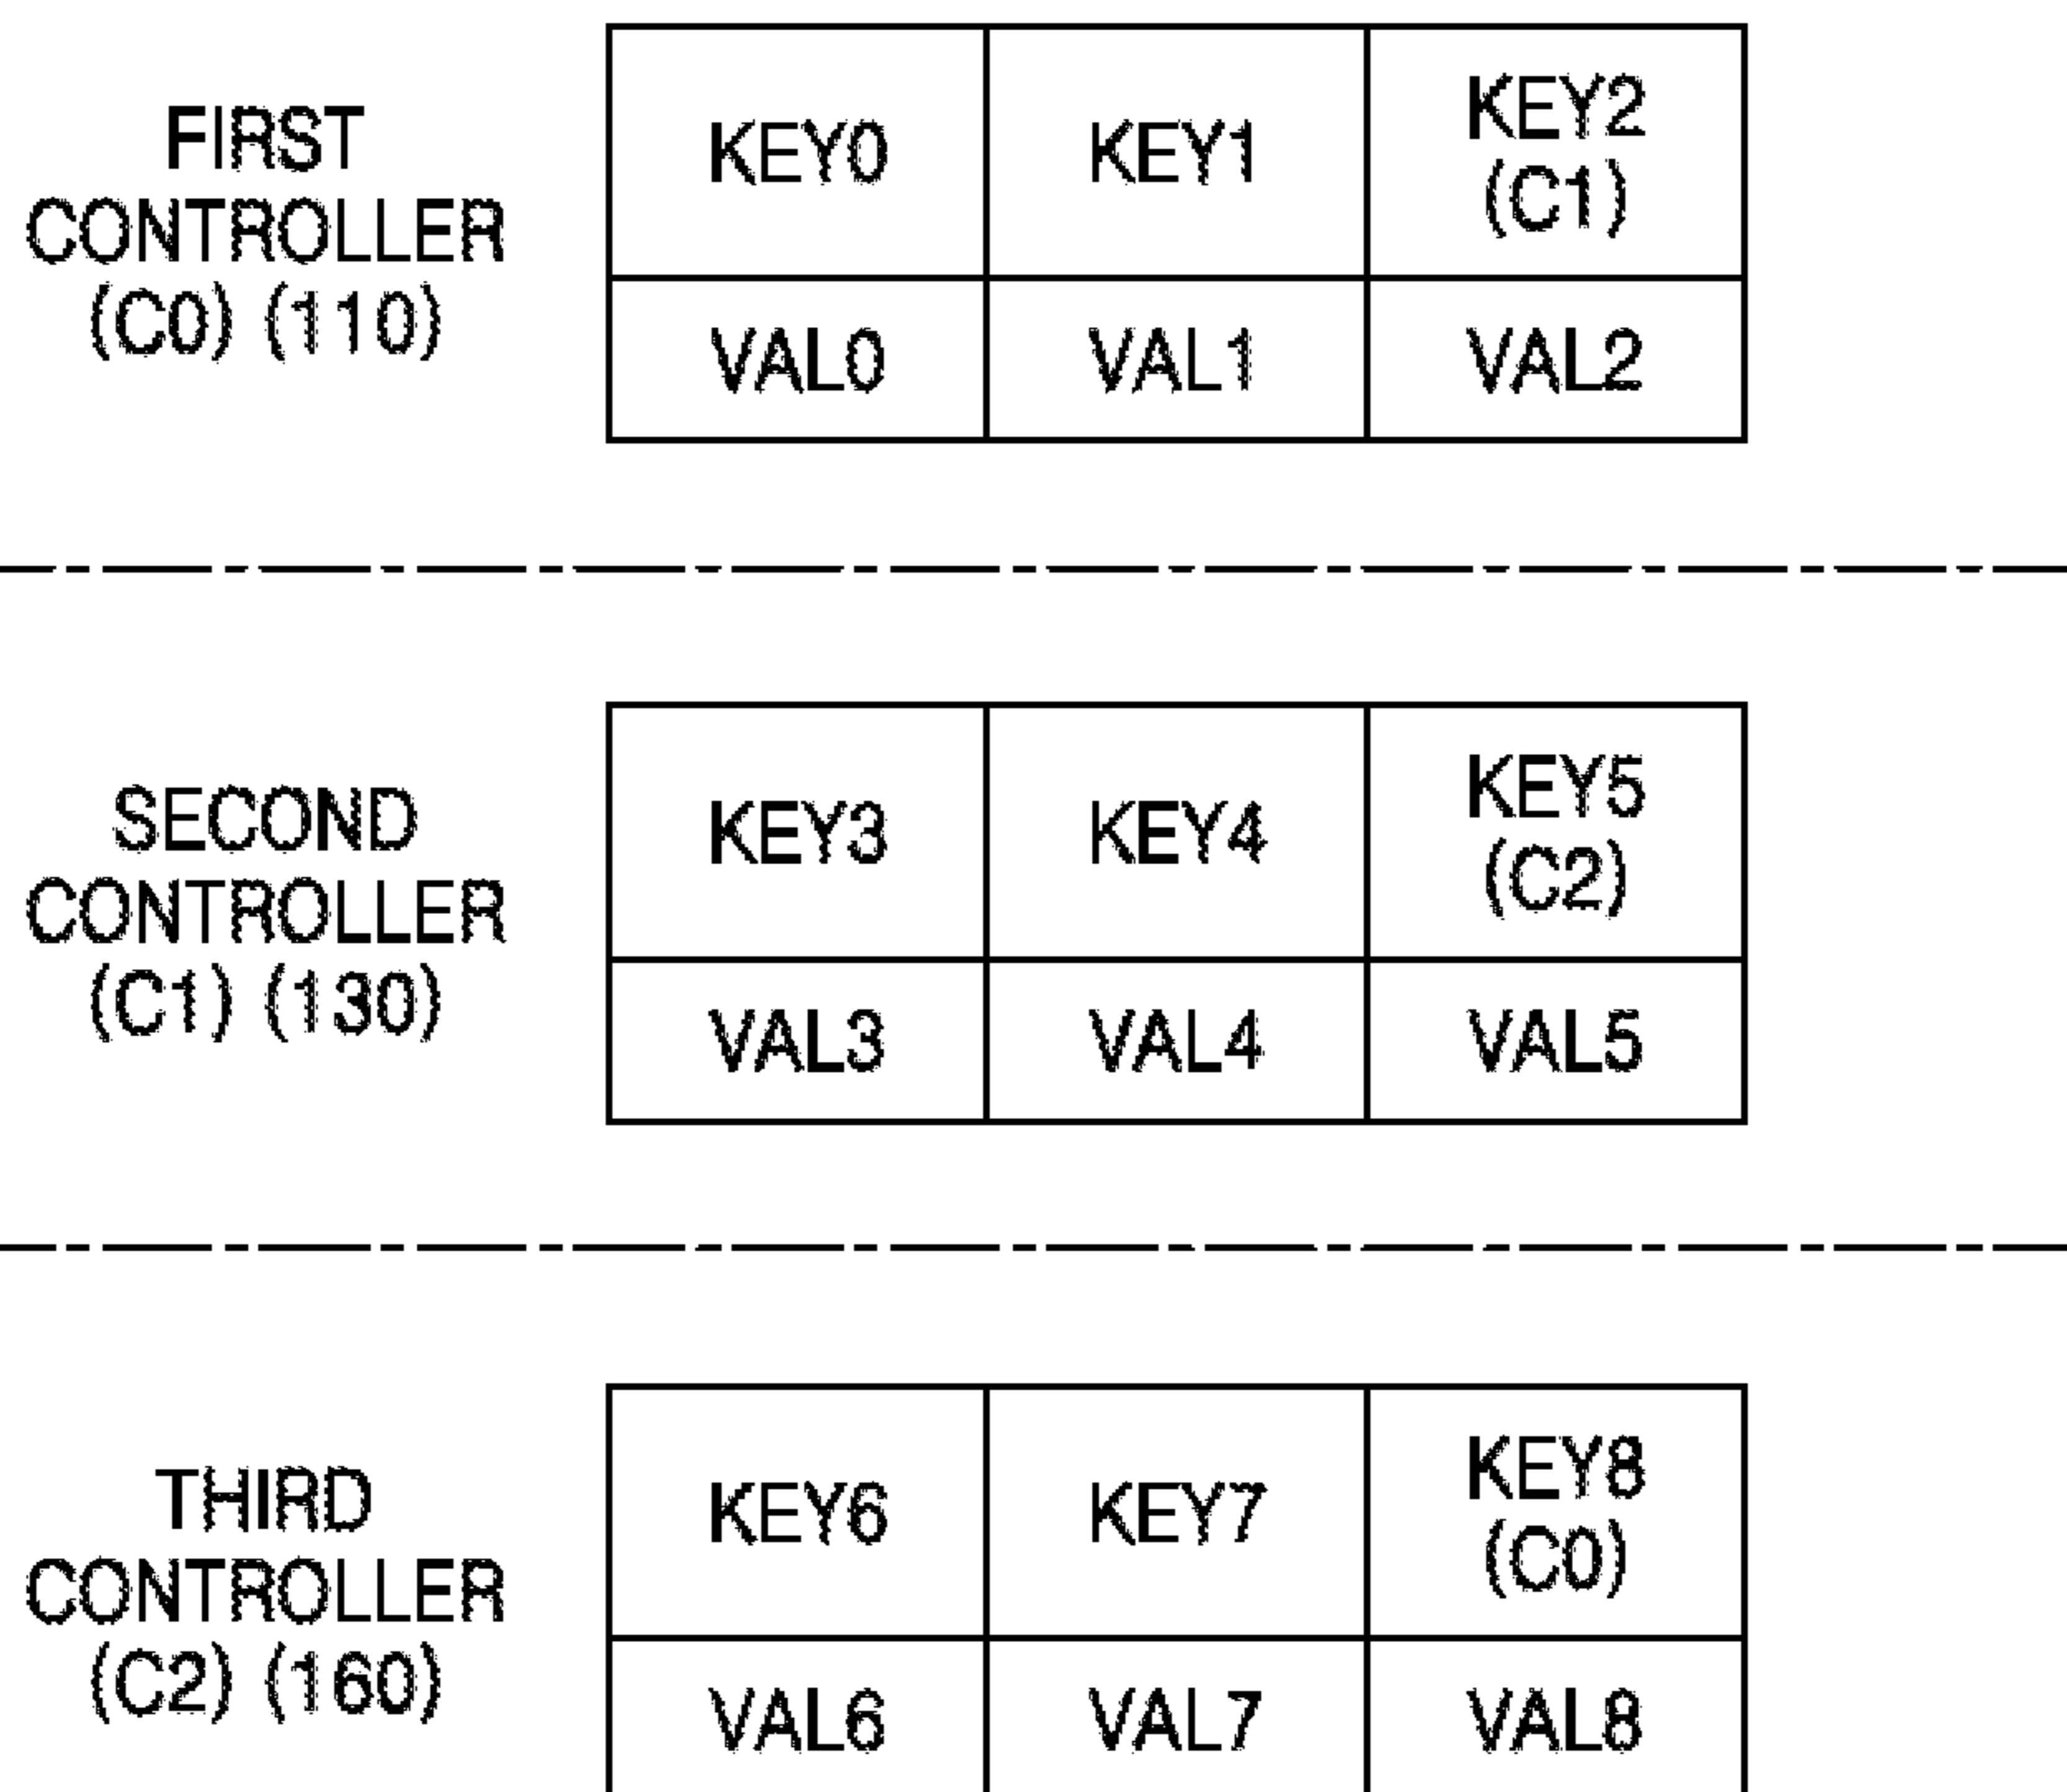 FIRST
CONTROLLER
(C0) (110)
KEY0
KEY1
KEY2
(C1)
VAL0
VAL1
VAL2
SECOND
CONTROLLER
(C1) (130)
KEY3
KEY4
KEY5
(C2)
VAL3
VAL4
VAL5
THIRD
CONTROLLER
(C2) (160)
KEY6
KEY7
KEY8
(C0)
VAL6
VAL7
VAL8